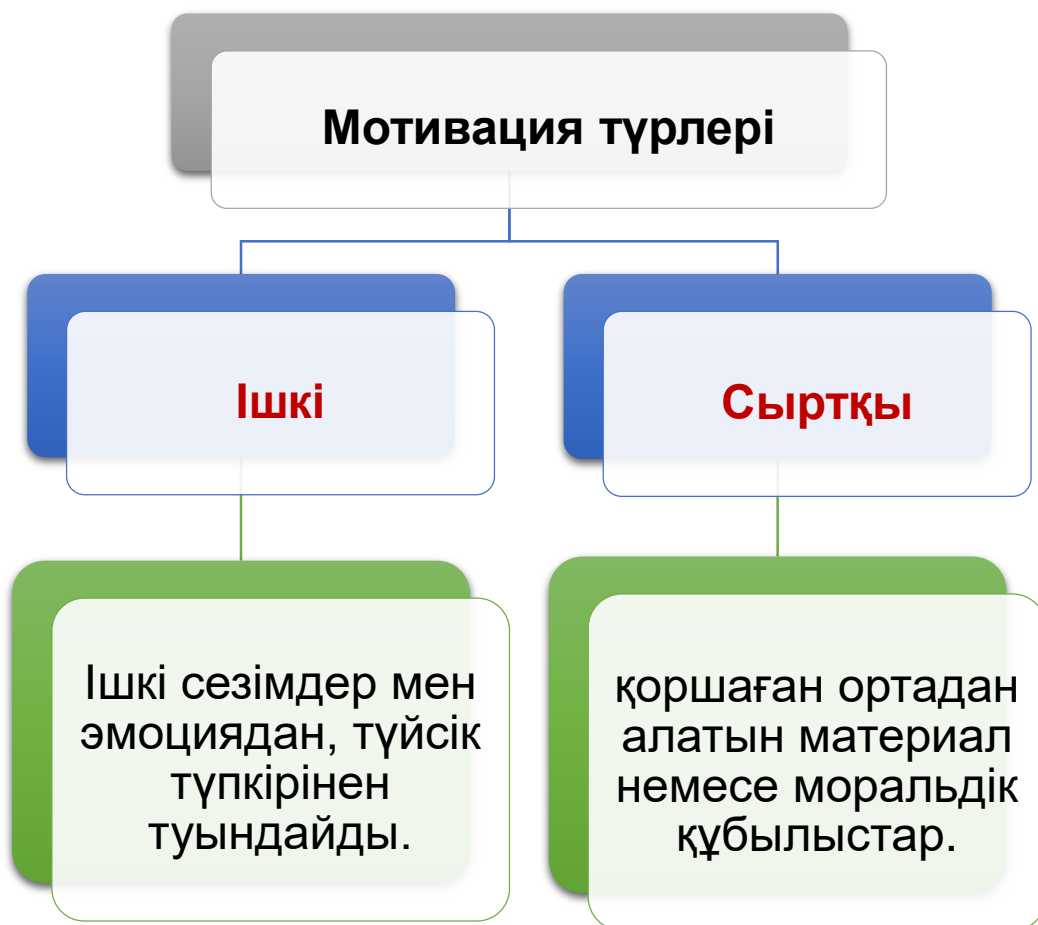 Мотивация түрлері
Ішкі
Сыртқы
Ішкі сезімдер мен
эмоциядан, түйсік
түпкірінен
туындайды.
қоршаған ортадан
алатын материал
немесе моральдік
құбылыстар.